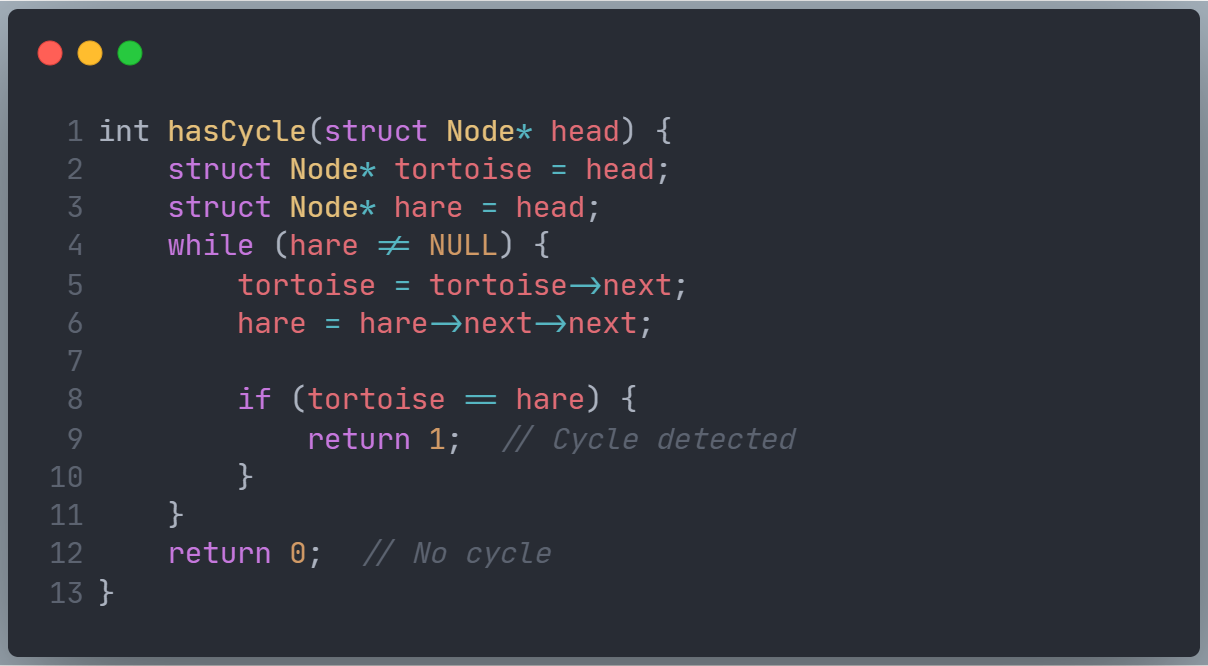 1 int hasCycle(struct Node* head) {
2     struct Node* tortoise = head;
3     struct Node* hare = head;
4     while (hare != NULL) {
5         tortoise = tortoise->next;
6         hare = hare->next->next;
7
8         if (tortoise == hare) {
9             return 1;  // Cycle detected
10         }
11     }
12     return 0;  // No cycle
13 }